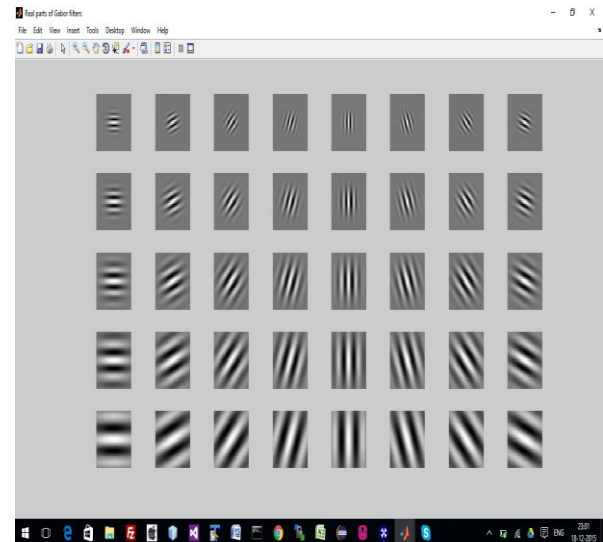 Real parts of Gabor filters
File Edit View Insert Tools Desktop Window Help
ENG
23:01
18-12-2015